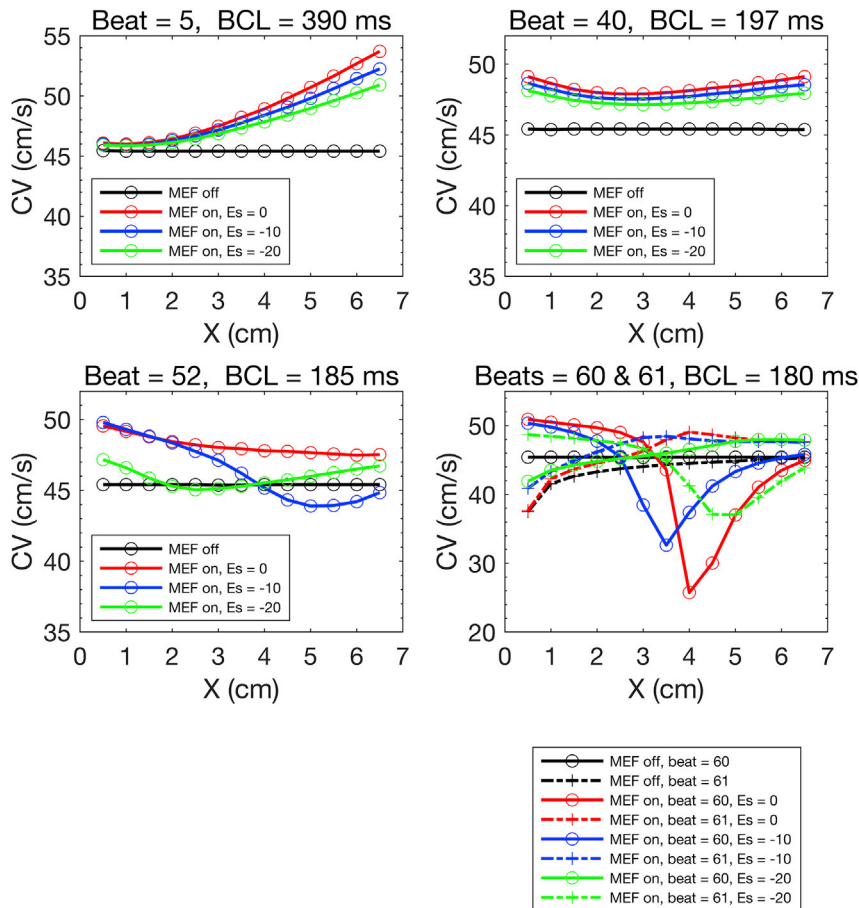 Beat = 5, BCL = 390 ms
55
50
45
40
35
CV (cm/s)
MEF off
MEF on, Es = 0
MEF on, Es = -10
MEF on, Es = -20
0 1 2 3 4 5 6 7
X (cm)
Beat = 40, BCL = 197 ms
50
45
40
35
CV (cm/s)
MEF off
MEF on, Es = 0
MEF on, Es = -10
MEF on, Es = -20
0 1 2 3 4 5 6 7
X (cm)
Beat = 52, BCL = 185 ms
50
45
40
35
CV (cm/s)
MEF off
MEF on, Es = 0
MEF on, Es = -10
MEF on, Es = -20
0 1 2 3 4 5 6 7
X (cm)
Beats = 60 & 61, BCL = 180 ms
50
40
30
20
CV (cm/s)
0 1 2 3 4 5 6 7
X (cm)
MEF off, beat = 60
MEF off, beat = 61
MEF on, beat = 60, Es = 0
MEF on, beat = 61, Es = 0
MEF on, beat = 60, Es = -10
MEF on, beat = 61, Es = -10
MEF on, beat = 60, Es = -20
MEF on, beat = 61, Es = -20